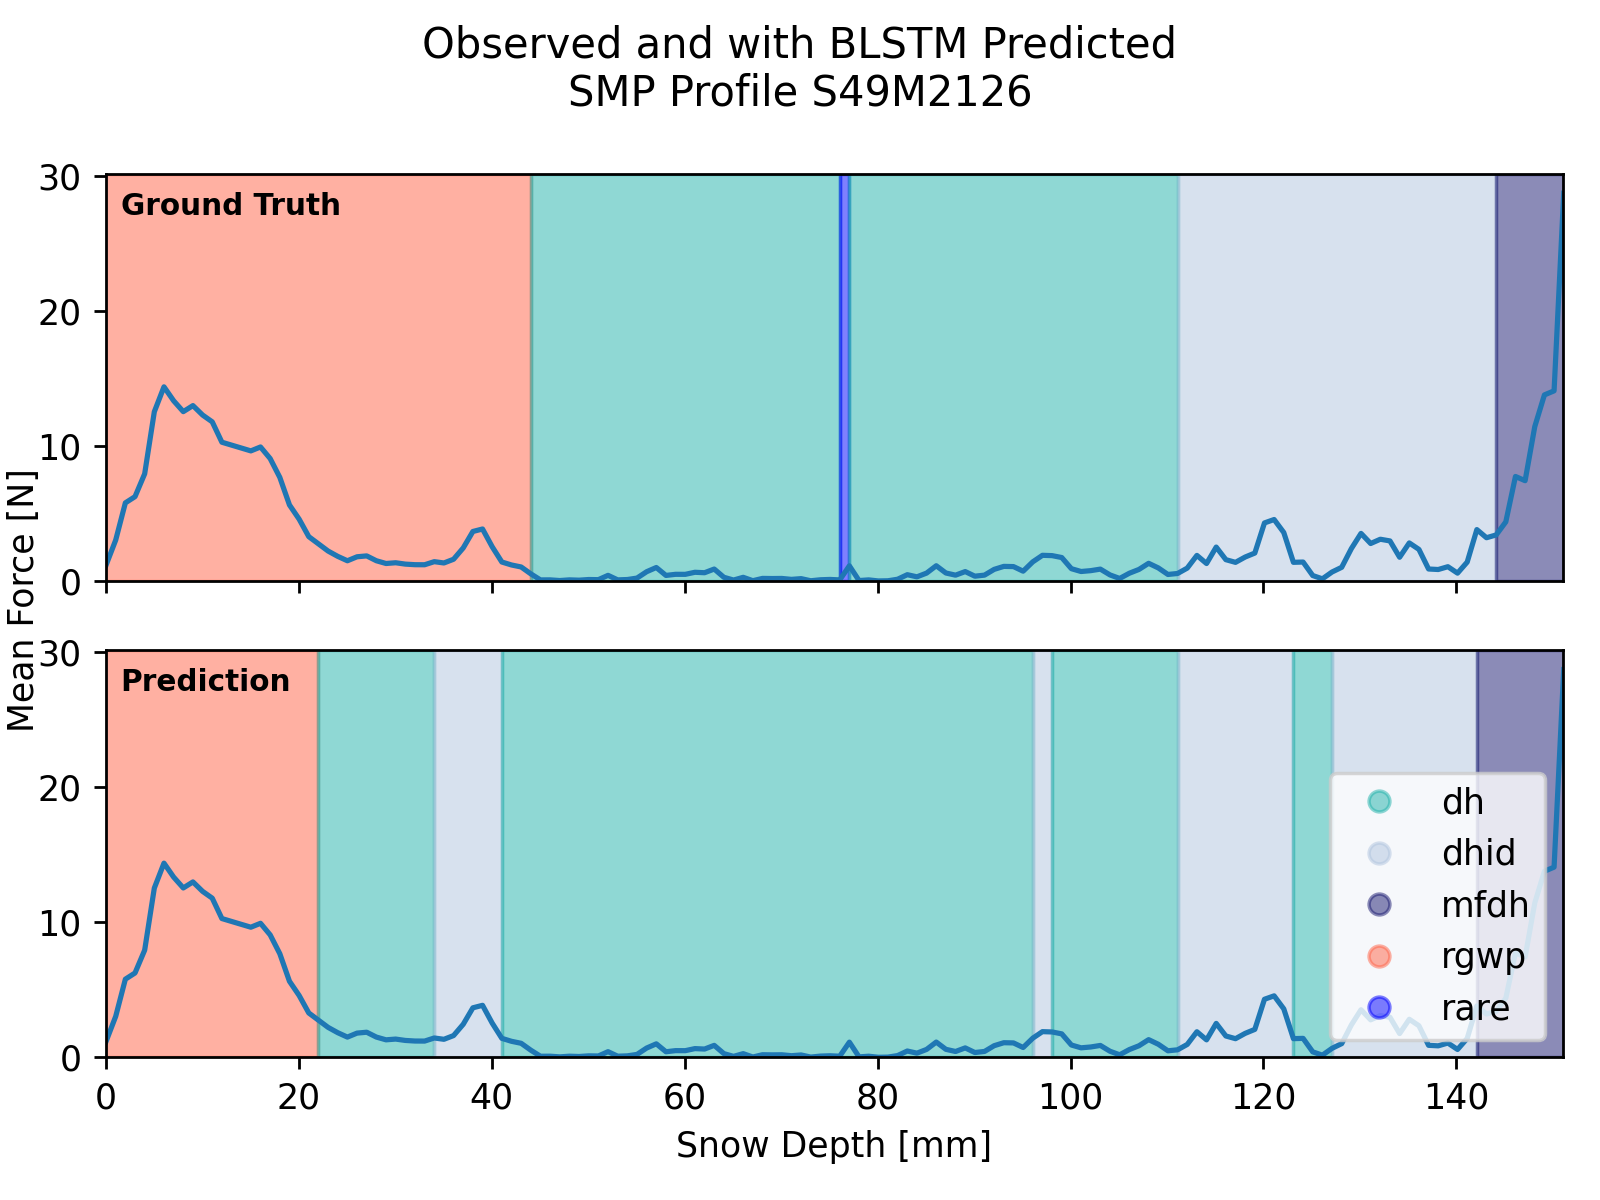 Observed and with BLSTM Predicted
SMP Profile S49M2126
Mean Force [N]
30
20
10
0
Ground Truth
30
20
10
0
Prediction
dh
dhid
mfdh
rgwp
rare
0 20 40 60 80 100 120 140
Snow Depth [mm]